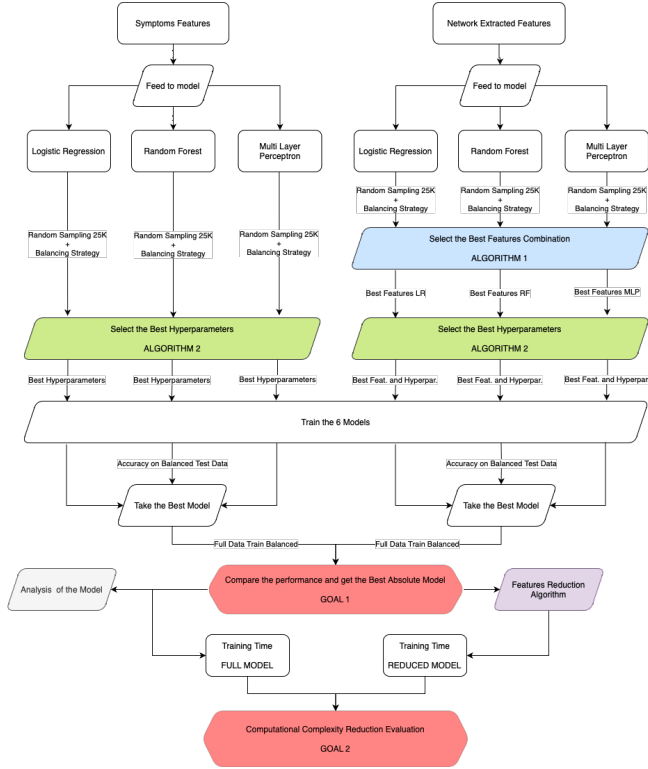 Symptoms Features
Network Extracted Features
Feed to model
Feed to model
Logistic Regression
Random Forest
Multi Layer
Perceptron
Logistic Regression
Random Forest
Multi Layer
Perceptron
Random Sampling 25K
+
Balancing Strategy
Random Sampling 25K
+
Balancing Strategy
Random Sampling 25K
+
Balancing Strategy
Random Sampling 25K
+
Balancing Strategy
Random Sampling 25K
+
Balancing Strategy
Random Sampling 25K
+
Balancing Strategy
Select the Best Features Combination
ALGORITHM 1
Best Features LR
Best Features RF
Best Features MLP
Select the Best Hyperparameters
ALGORITHM 2
Select the Best Hyperparameters
ALGORITHM 2
Best Hyperparameters
Best Hyperparameters
Best Hyperparameters
Best Feat. and Hyperpar.
Best Feat. and Hyperpar.
Best Feat. and Hyperpar
Train the 6 Models
Accuracy on Balanced Test Data
Accuracy on Balanced Test Data
Take the Best Model
Take the Best Model
Full Data Train Balanced
Full Data Train Balanced
Compare the performance and get the Best Absolute Model
GOAL 1
Analysis of the Model
Features Reduction
Algorithm
Training Time
FULL MODEL
Training Time
REDUCED MODEL
Computational Complexity Reduction Evaluation
GOAL 2